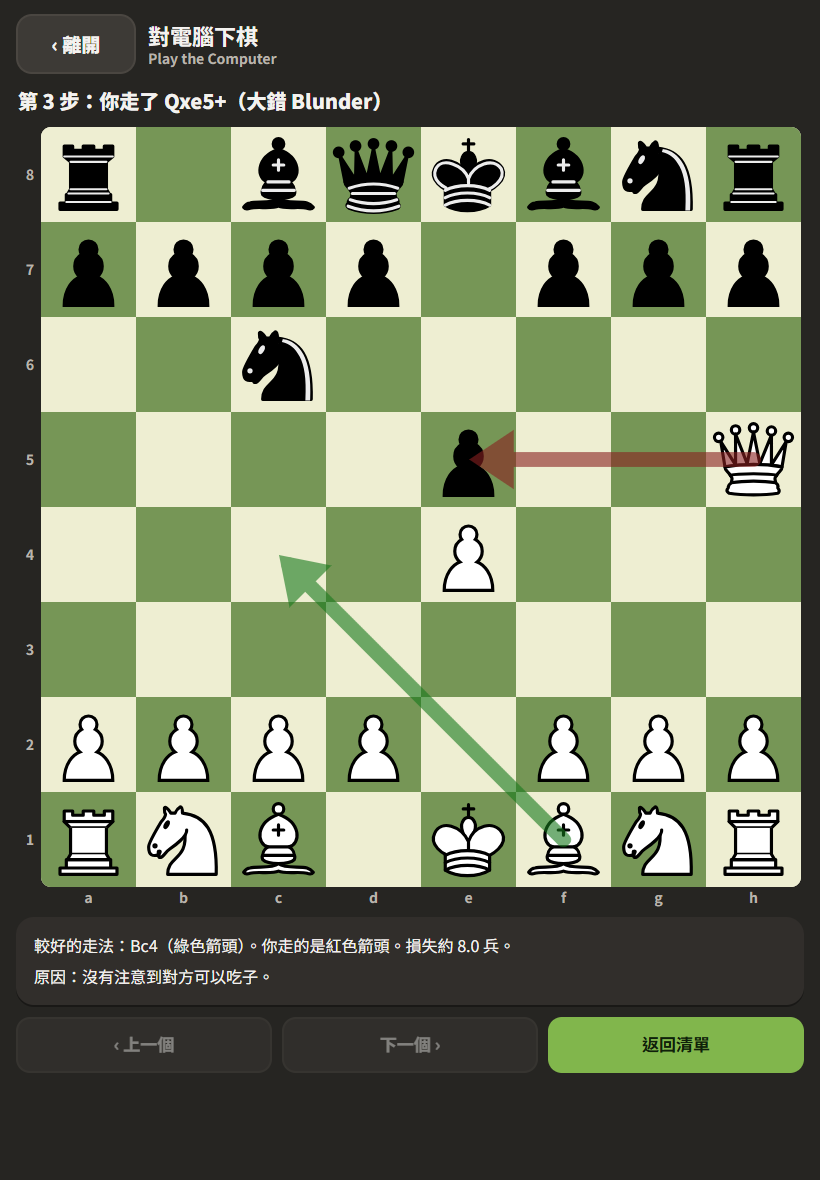 ‹ 離開
對電腦下棋
Play the Computer
第 3 步：你走了 Qxe5+（大錯 Blunder）
8
7
6
5
4
3
2
1
a b c d e f g h
較好的走法：Bc4（綠色箭頭）。你走的是紅色箭頭。損失約 8.0 兵。
原因：沒有注意到對方可以吃子。
‹ 上一個
下一個 ›
返回清單